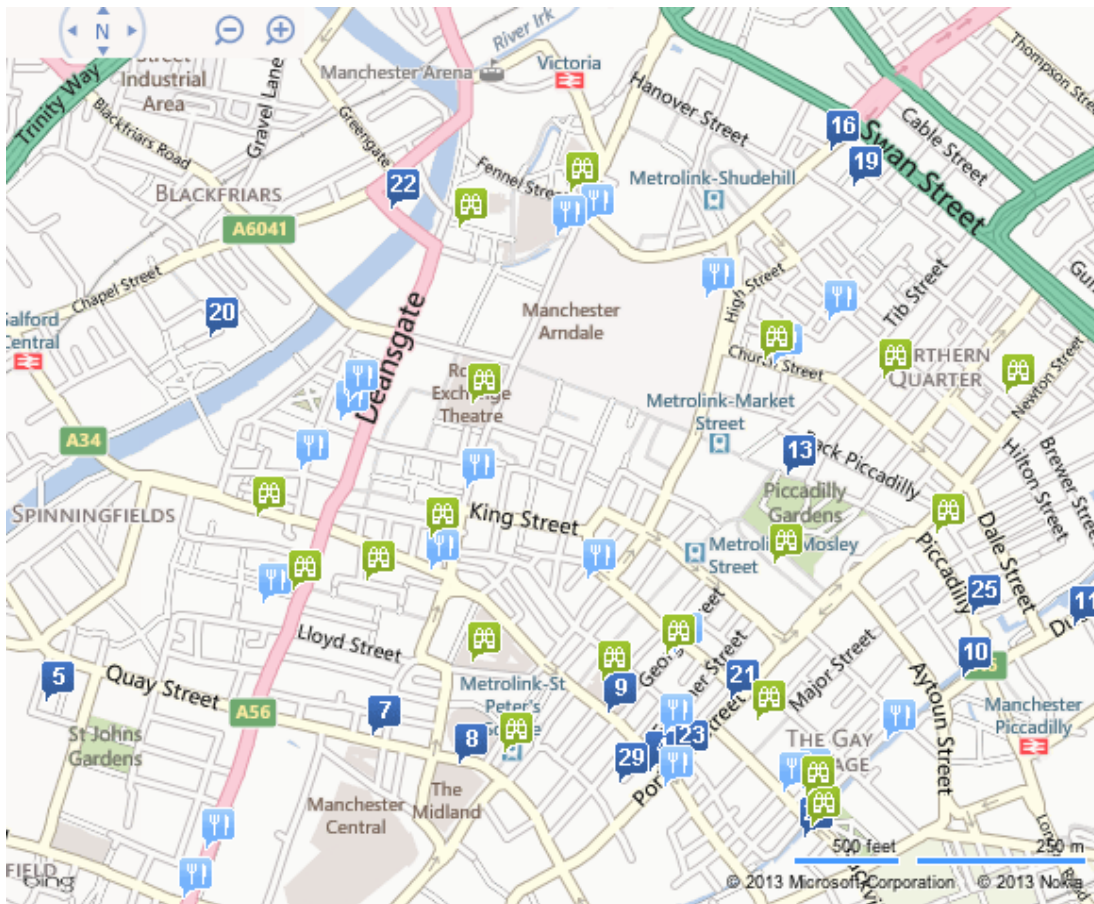 N
River Irk
Manchester Arena
Victoria
Street
Industrial
Area
Trinity Way
Gravel Lane
Blackfriars Road
Greengate
Thompson Street
Hanover Street
Cable Street
16
Swan Street
19
Fennel Street
Metrolink-Shudehill
BLACKFRIARS
22
A6041
Chapel Street
High Street
Tib Street
20
Manchester
Arndale
Salford
Central
Deansgate
Church Street
Exchange
Theatre
QUARTER
Newton Street
Metrolink-Market
Street
A34
13
Back Piccadilly
Hilton Street
Brewer Street
Piccadilly
Gardens
SPINNINGFIELDS
King Street
Dale Street
Piccadilly
Street
25
11
Lloyd Street
5
Quay Street
10
9
21
Major Street
Aytoun Street
Metrolink-St
Peter's
7
A56
8
23
29
St Johns
Gardens
THE GAY
Manchester
Piccadilly
The
Midland
Manchester
Central
500 feet
250 m
FIELD
bing
© 2013 Microsoft Corporation © 2013 Nokia